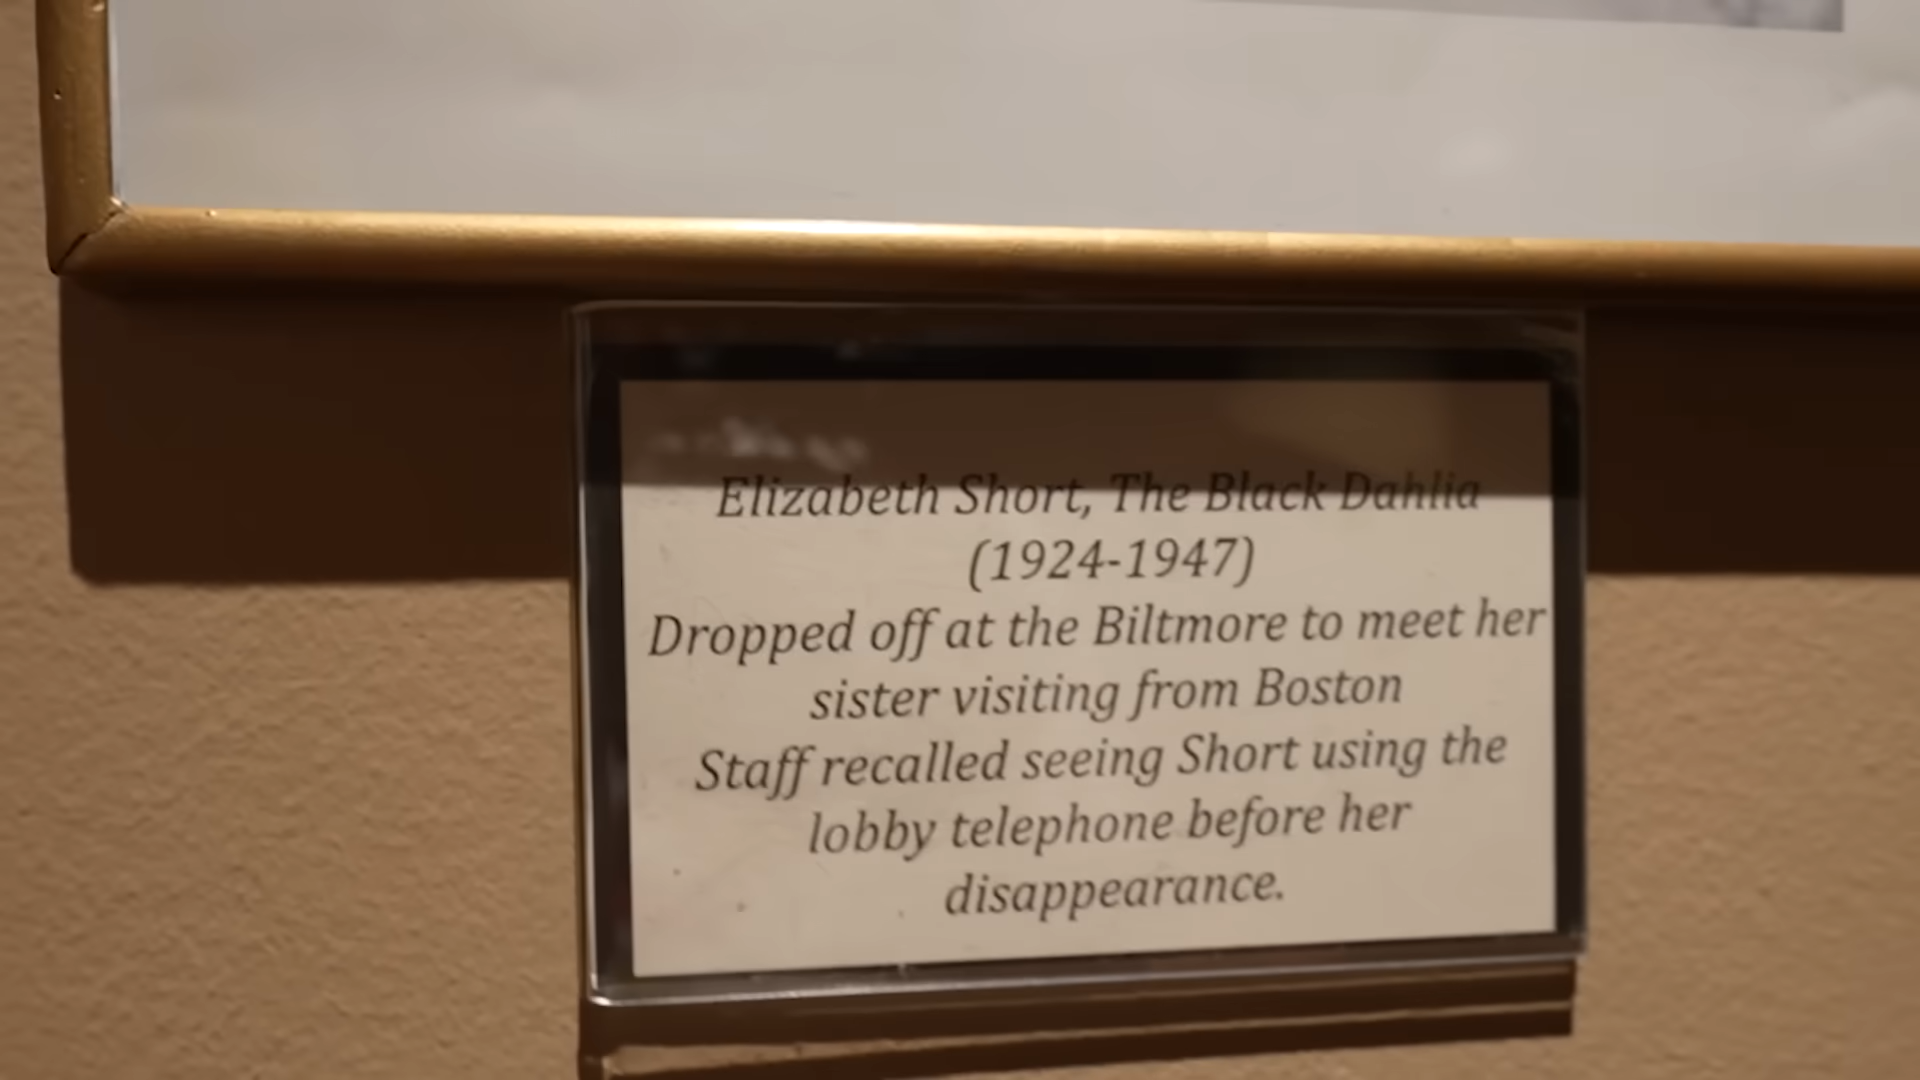 Elizabeth Short, The Black Dahlia
(1924-1947)
Dropped off at the Biltmore to meet her
sister visiting from Boston
Staff recalled seeing Short using the
lobby telephone before her
disappearance.